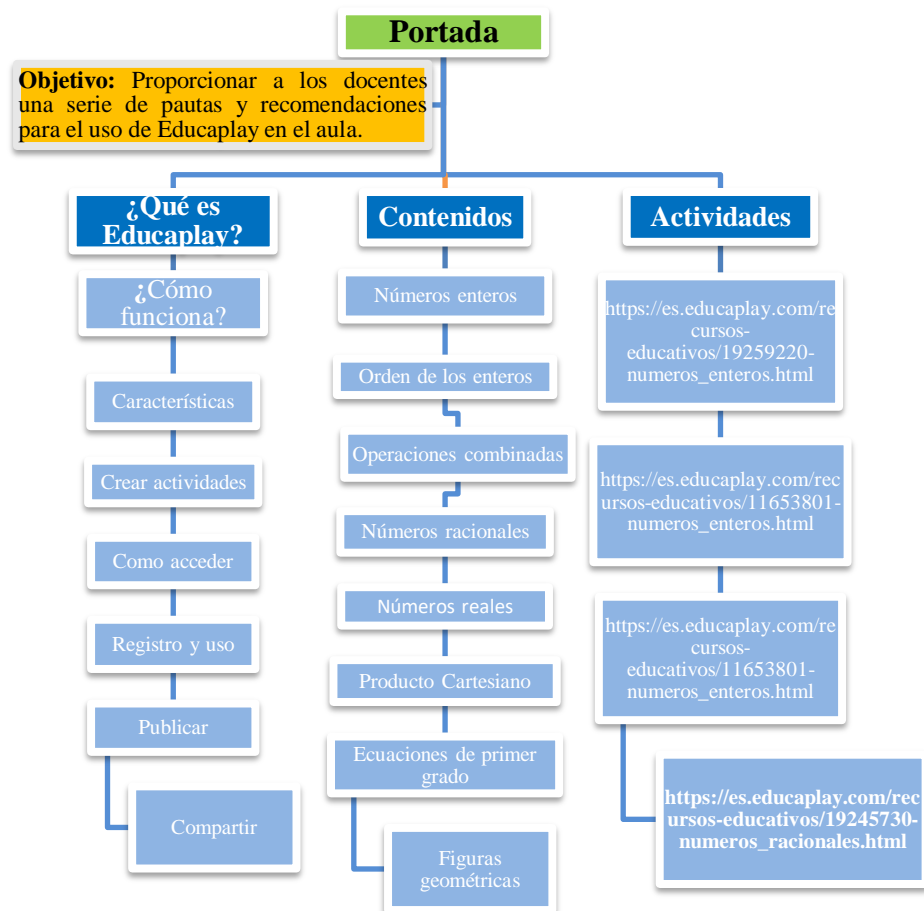 Portada
Objetivo: Proporcionar a los docentes
una serie de pautas y recomendaciones
para el uso de Educaplay en el aula.
¿Qué es
Educaplay?
¿Cómo
funciona?
Características
Crear actividades
Como acceder
Registro y uso
Publicar
Compartir
Contenidos
Números enteros
Orden de los enteros
Operaciones combinadas
Números racionales
Números reales
Producto Cartesiano
Ecuaciones de primer
grado
Figuras
geométricas
Actividades
https://es.educaplay.com/re
cursos-
educativos/19259220-
numeros_enteros.html
https://es.educaplay.com/rec
ursos-educativos/11653801-
numeros_enteros.html
https://es.educaplay.com/re
cursos-
educativos/11653801-
numeros_enteros.html
https://es.educaplay.com/rec
ursos-educativos/19245730-
numeros_racionales.html